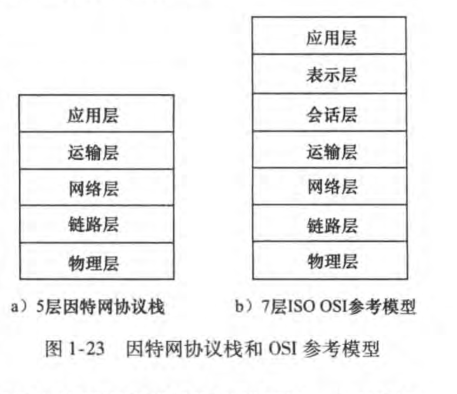 应用层
运输层
网络层
链路层
物理层
a）5层因特网协议栈
应用层
表示层
会话层
运输层
网络层
链路层
物理层
b）7层ISO OSI参考模型
图 1-23 因特网协议栈和 OSI 参考模型